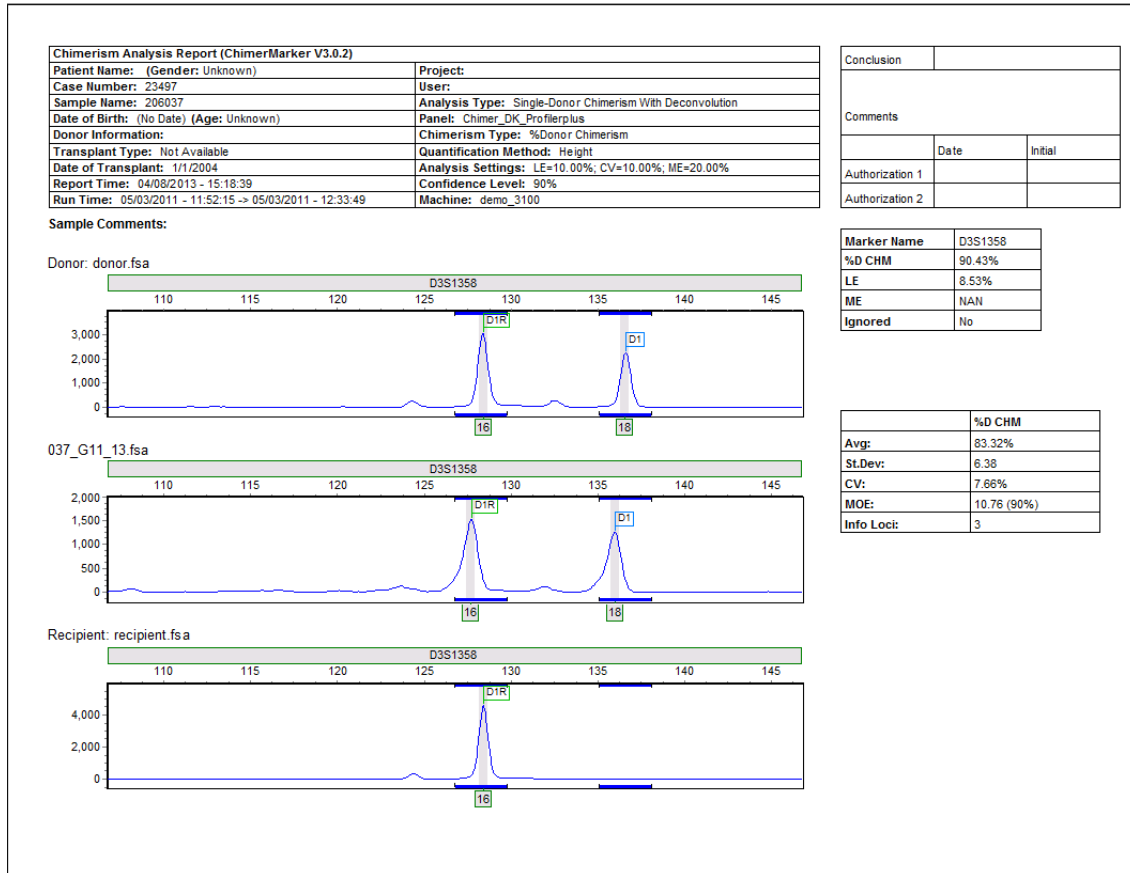 Chimerism Analysis Report (ChimerMarker V3.0.2)
Patient Name: (Gender: Unknown) Project:
Case Number: 23497 User:
Sample Name: 206037 Analysis Type: Single-Donor Chimerism With Deconvolution
Date of Birth: (No Date) (Age: Unknown) Panel: Chimer_DK_Profilerplus
Donor Information: Chimerism Type: %Donor Chimerism
Transplant Type: Not Available Quantification Method: Height
Date of Transplant: 1/1/2004 Analysis Settings: LE=10.00%; CV=10.00%; ME=20.00%
Report Time: 04/08/2013 - 15:18:39 Confidence Level: 90%
Run Time: 05/03/2011 - 11:52:15 -> 05/03/2011 - 12:33:49 Machine: demo_3100
Conclusion
Comments
Date Initial
Authorization 1
Authorization 2
Sample Comments:
Marker Name D3S1358
%D CHM 90.43%
LE 8.53%
ME NAN
Ignored No
%D CHM
Avg: 83.32%
St.Dev: 6.38
CV: 7.66%
MOE: 10.76 (90%)
Info Loci: 3
Donor: donor.fsa
D3S1358
110 115 120 125 130 135 140 145
D1R
3,000
D1
2,000
1,000
0
16 18
037_G11_13.fsa
D3S1358
110 115 120 125 130 135 140 145
2,000
D1R
1,500
D1
1,000
500
0
16 18
Recipient: recipient.fsa
D3S1358
110 115 120 125 130 135 140 145
D1R
4,000
2,000
0
16